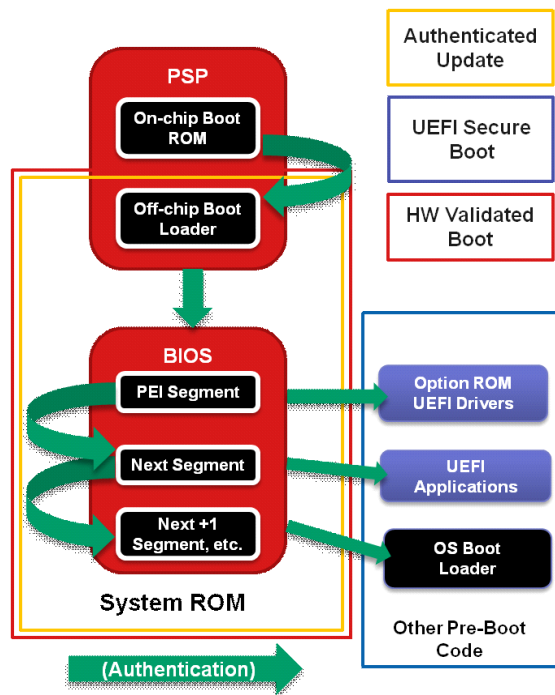 PSP
On-chip Boot
ROM
Off-chip Boot
Loader
BIOS
PEI Segment
Next Segment
Next +1
Segment, etc.
System ROM
(Authentication)
Authenticated
Update
UEFI Secure
Boot
HW Validated
Boot
Option ROM
UEFI Drivers
UEFI
Applications
OS Boot
Loader
Other Pre-Boot
Code